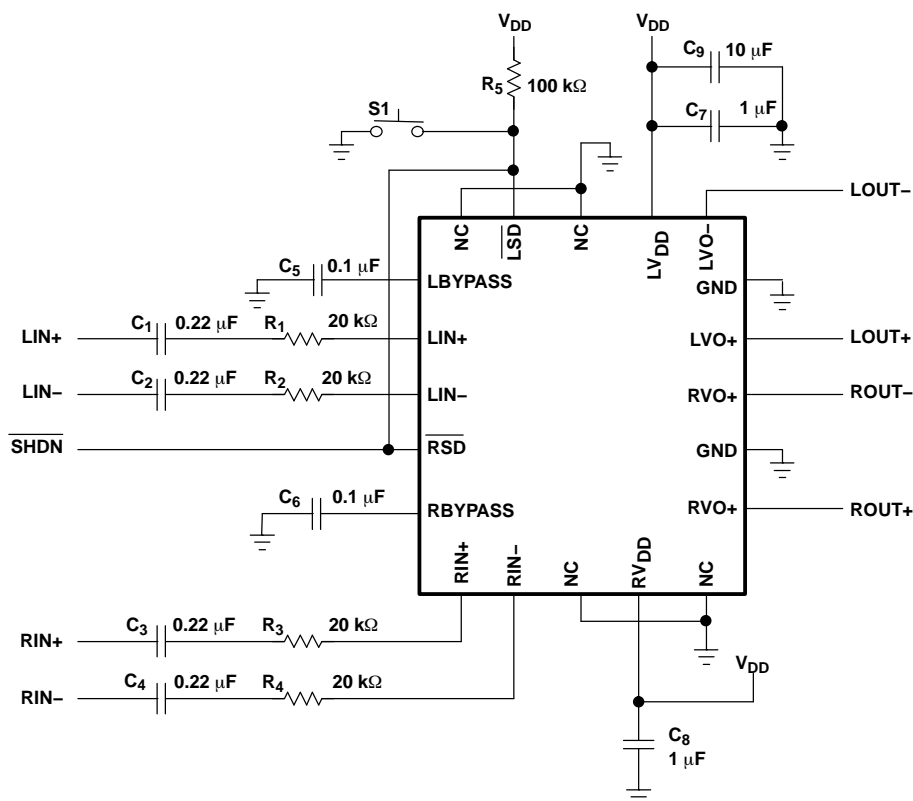 VDD
R5
100 kΩ
S1
VDD
C9
10 μF
C7
1 μF
LOUT−
NC
LSD
NC
LVDD
LVO−
C5
0.1 μF
LBYPASS
GND
LIN+
C1
0.22 μF
R1
20 kΩ
LIN+
LVO+
LOUT+
LIN−
C2
0.22 μF
R2
20 kΩ
LIN−
RVO+
ROUT−
SHDN
RSD
GND
C6
0.1 μF
RBYPASS
RVO+
ROUT+
RIN+
RIN−
NC
RVDD
NC
RIN+
C3
0.22 μF
R3
20 kΩ
RIN−
C4
0.22 μF
R4
20 kΩ
VDD
C8
1 μF